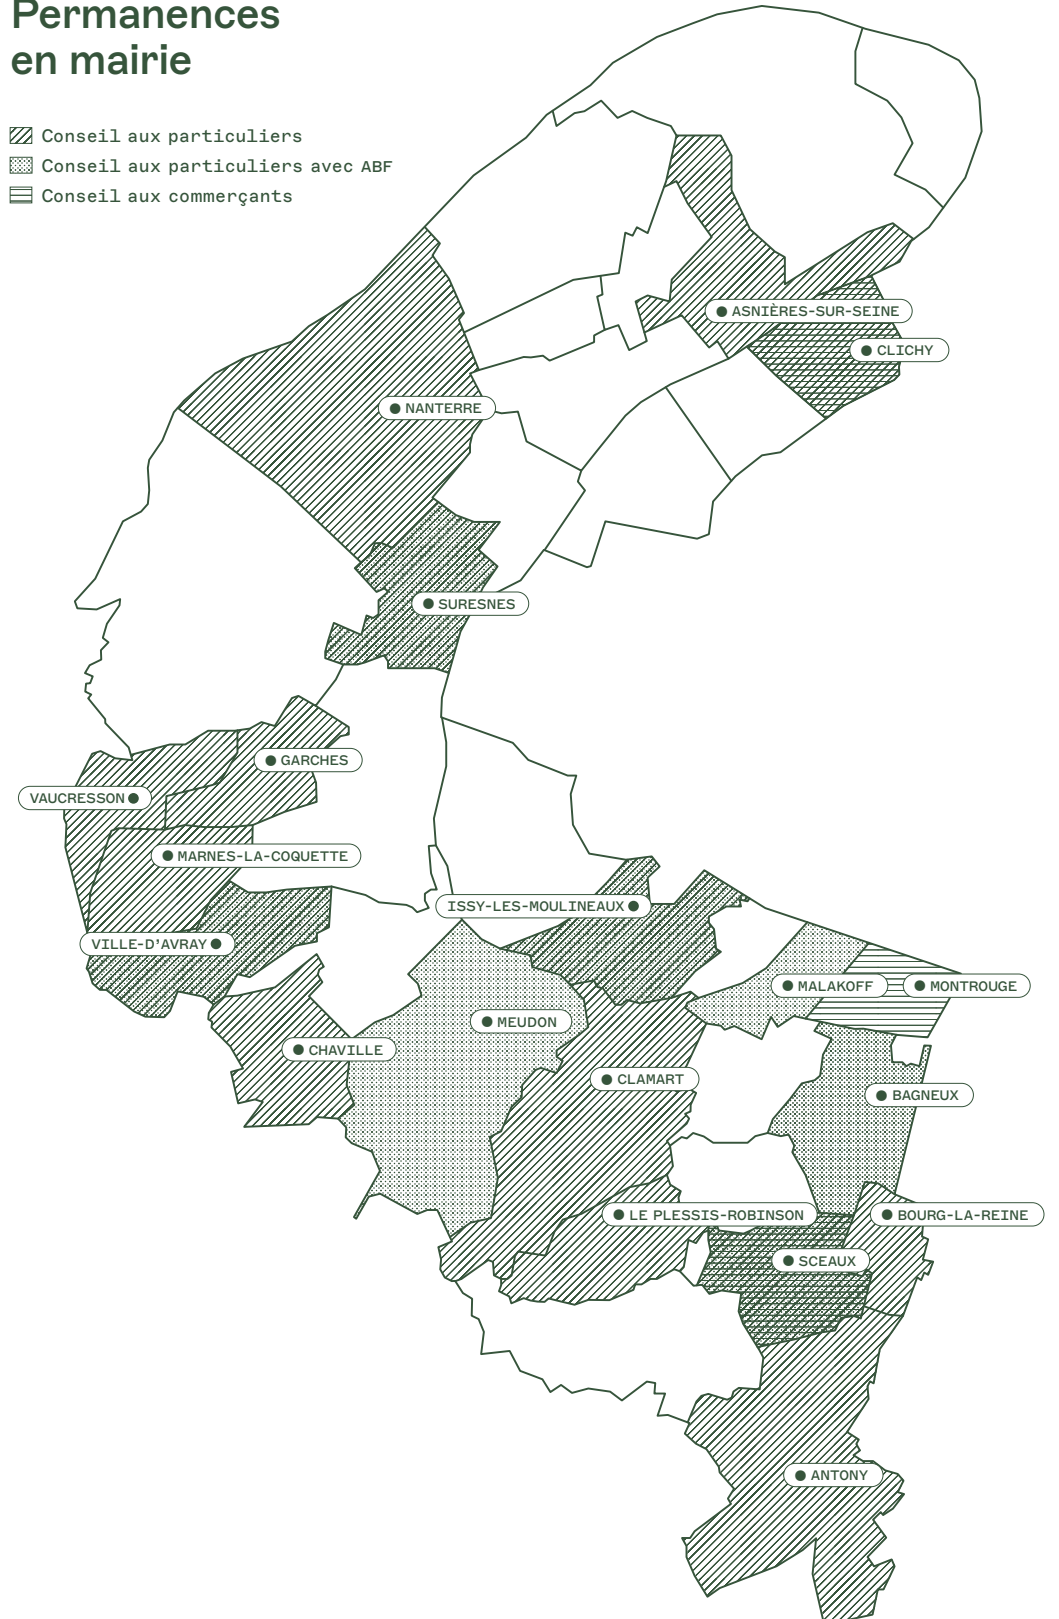 Permanences
en mairie
Conseil aux particuliers
Conseil aux particuliers avec ABF
Conseil aux commerçants
ASNIÈRES-SUR-SEINE
CLICHY
NANTERRE
SURESNES
GARCHES
VAUCRESSON
MARNES-LA-COQUETTE
ISSY-LES-MOULINEAUX
VILLE-D'AVRAY
MALAKOFF
MONTROUGE
MEUDON
CHAVILLE
CLAMART
BAGNEUX
LE PLESSIS-ROBINSON
BOURG-LA-REINE
SCEAUX
ANTONY